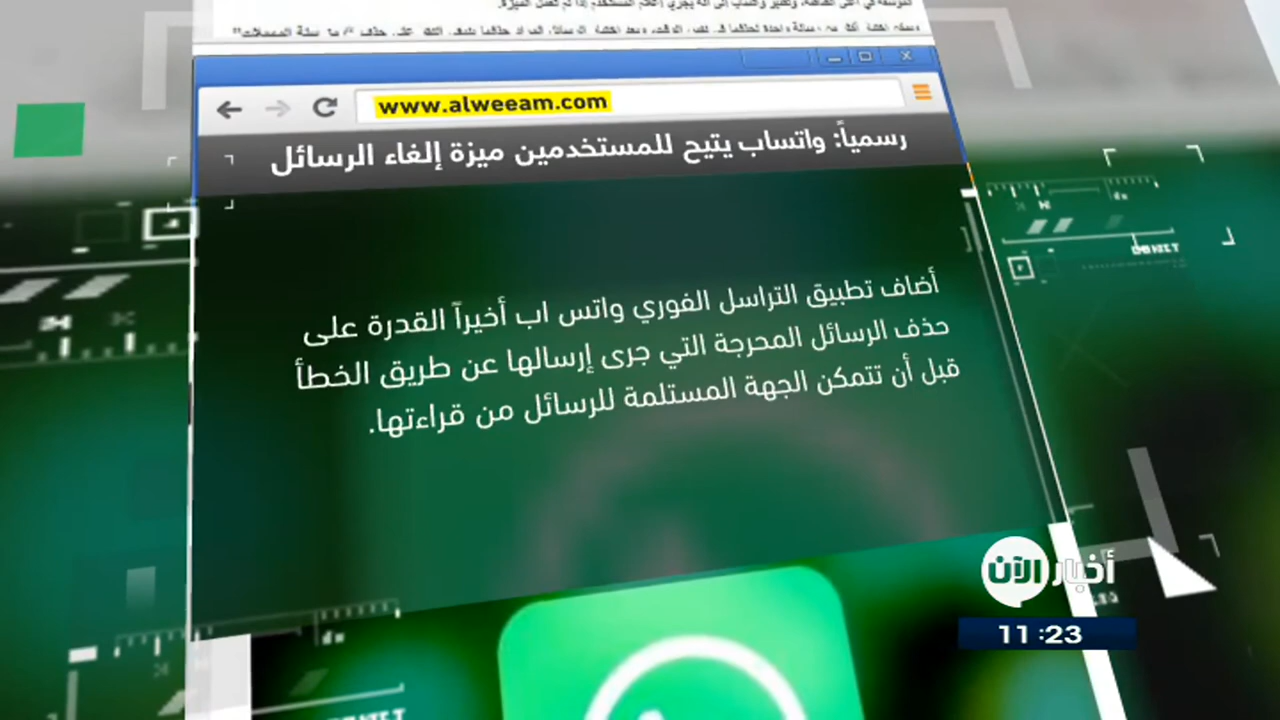 www.alweeam.com
رسمياً: واتساب يتيح للمستخدمين ميزة إلغاء الرسائل
أضاف تطبيق التراسل الفوري واتس اب أخيرآ القدرة على
حذف الرسائل المحرجة التي جرى إرسالها عن طريق الخطأ
قبل أن تتمكن الجهة المستلمة للرسائل من قراءتها.
أخبار الآن
11:23